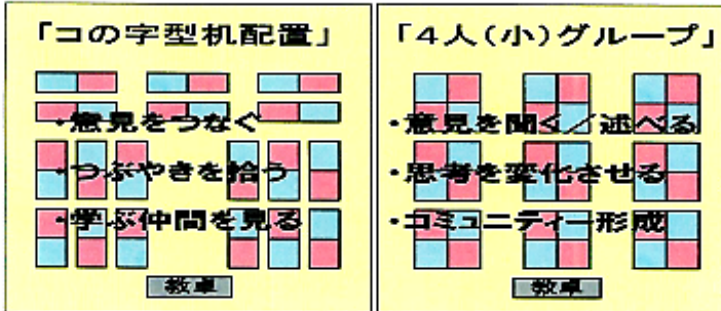 「コの字型机配置」
・意見をつなぐ
・つぶやきを拾う
・学ぶ仲間を見る
教卓
「4人(小)グループ」
・意見を聞く／述べる
・思考を変化させる
・コミュニティー形成
教卓